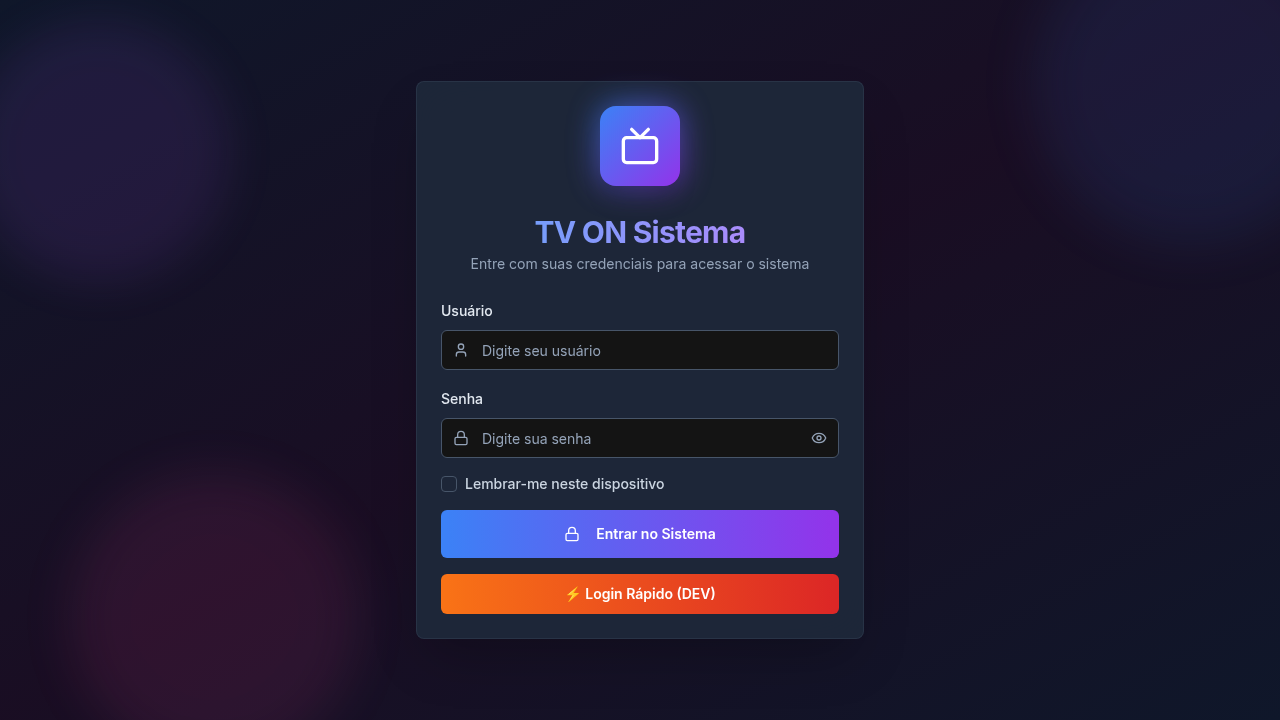 TV ON Sistema
Entre com suas credenciais para acessar o sistema
Usuário
Digite seu usuário
Senha
Digite sua senha
Lembrar-me neste dispositivo
Entrar no Sistema
⚡ Login Rápido (DEV)